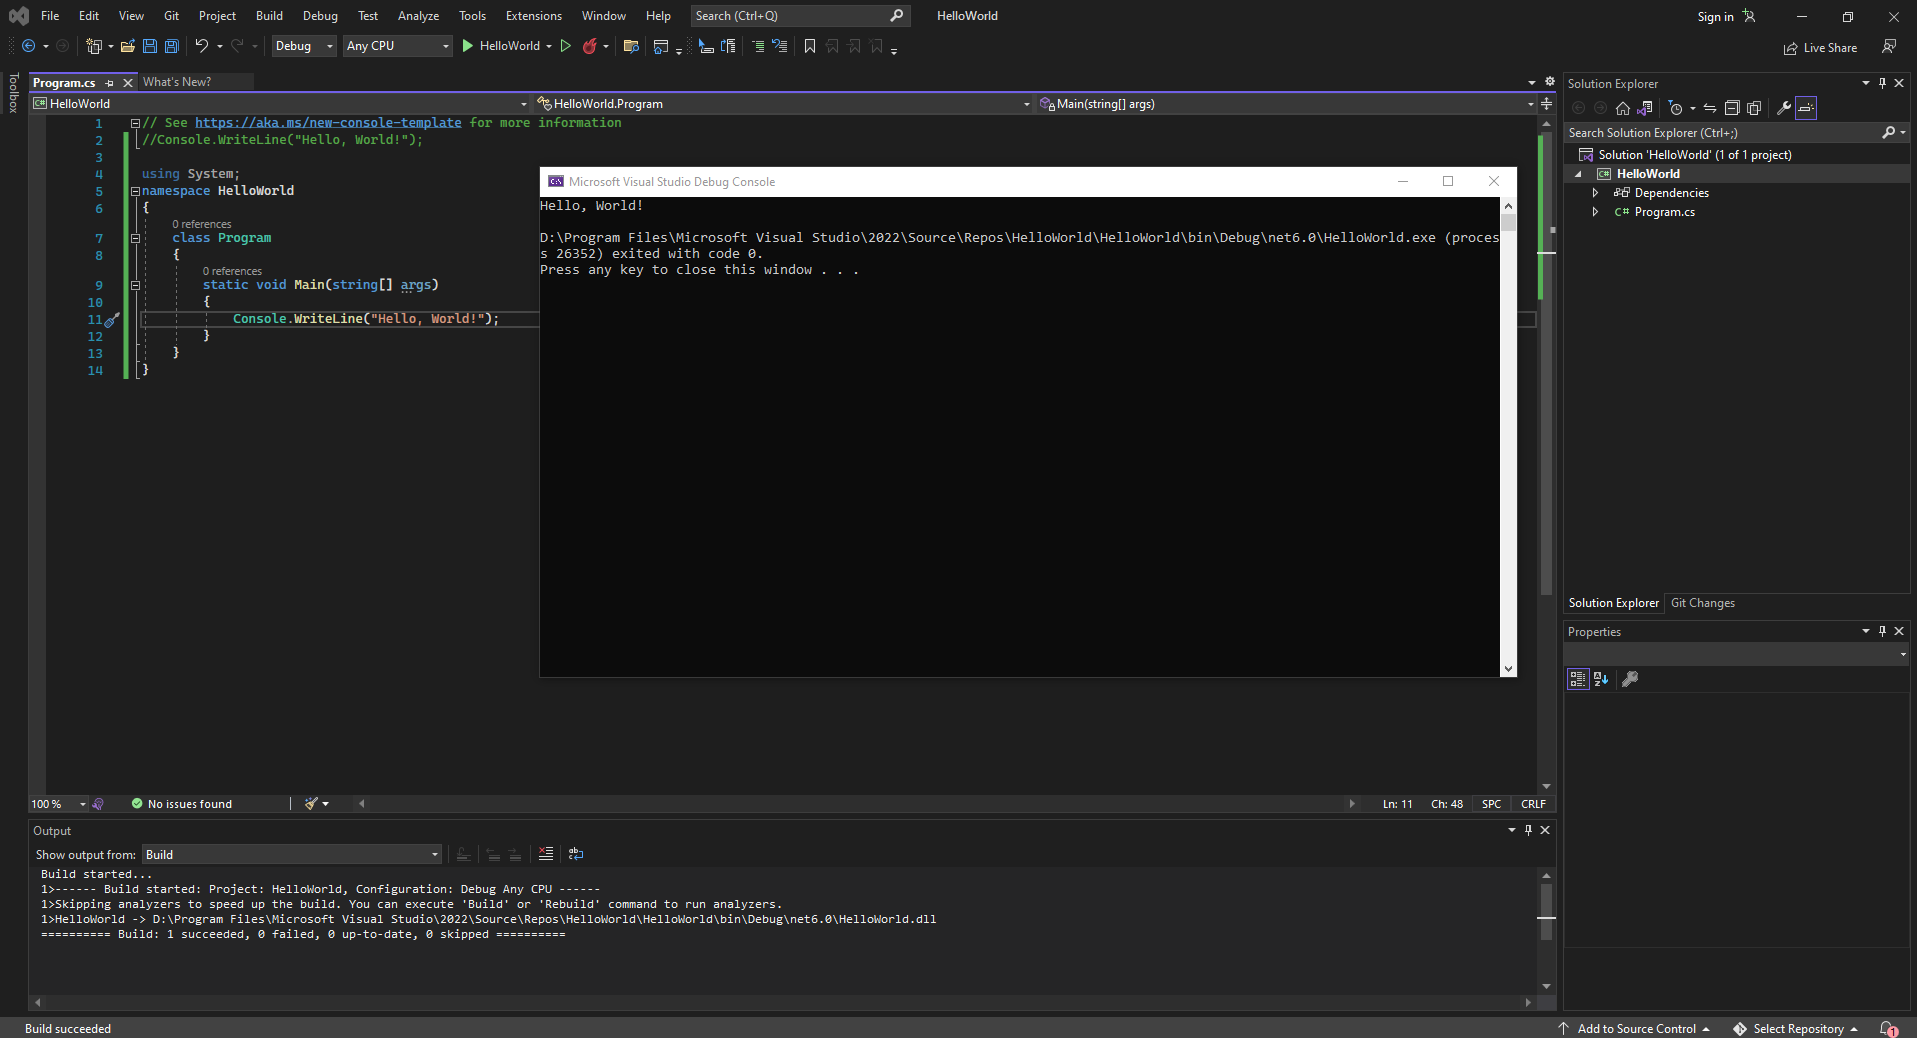 File Edit View Git Project Build Debug Test Analyze Tools Extensions Window Help Search (Ctrl+Q) HelloWorld Sign in
Debug Any CPU HelloWorld Live Share
Toolbox
Program.cs What's New?
HelloWorld HelloWorld.Program Main(string[] args)
1 // See https://aka.ms/new-console-template for more information
2 //Console.WriteLine("Hello, World!");
3
4 using System;
5 namespace HelloWorld
6 {
0 references
7 class Program
8 {
0 references
9 static void Main(string[] args)
10 {
11 Console.WriteLine("Hello, World!");
12 }
13 }
14 }
Microsoft Visual Studio Debug Console
Hello, World!
D:\Program Files\Microsoft Visual Studio\2022\Source\Repos\HelloWorld\HelloWorld\bin\Debug\net6.0\HelloWorld.exe (proces
s 26352) exited with code 0.
Press any key to close this window . . .
100 % No issues found Ln: 11 Ch: 48 SPC CRLF
Output
Show output from: Build
Build started...
1>------ Build started: Project: HelloWorld, Configuration: Debug Any CPU ------
1>Skipping analyzers to speed up the build. You can execute 'Build' or 'Rebuild' command to run analyzers.
1>HelloWorld -> D:\Program Files\Microsoft Visual Studio\2022\Source\Repos\HelloWorld\HelloWorld\bin\Debug\net6.0\HelloWorld.dll
========== Build: 1 succeeded, 0 failed, 0 up-to-date, 0 skipped ==========
Solution Explorer
Search Solution Explorer (Ctrl+;)
Solution 'HelloWorld' (1 of 1 project)
C# HelloWorld
Dependencies
C# Program.cs
Solution Explorer Git Changes
Properties
Build succeeded Add to Source Control Select Repository 1